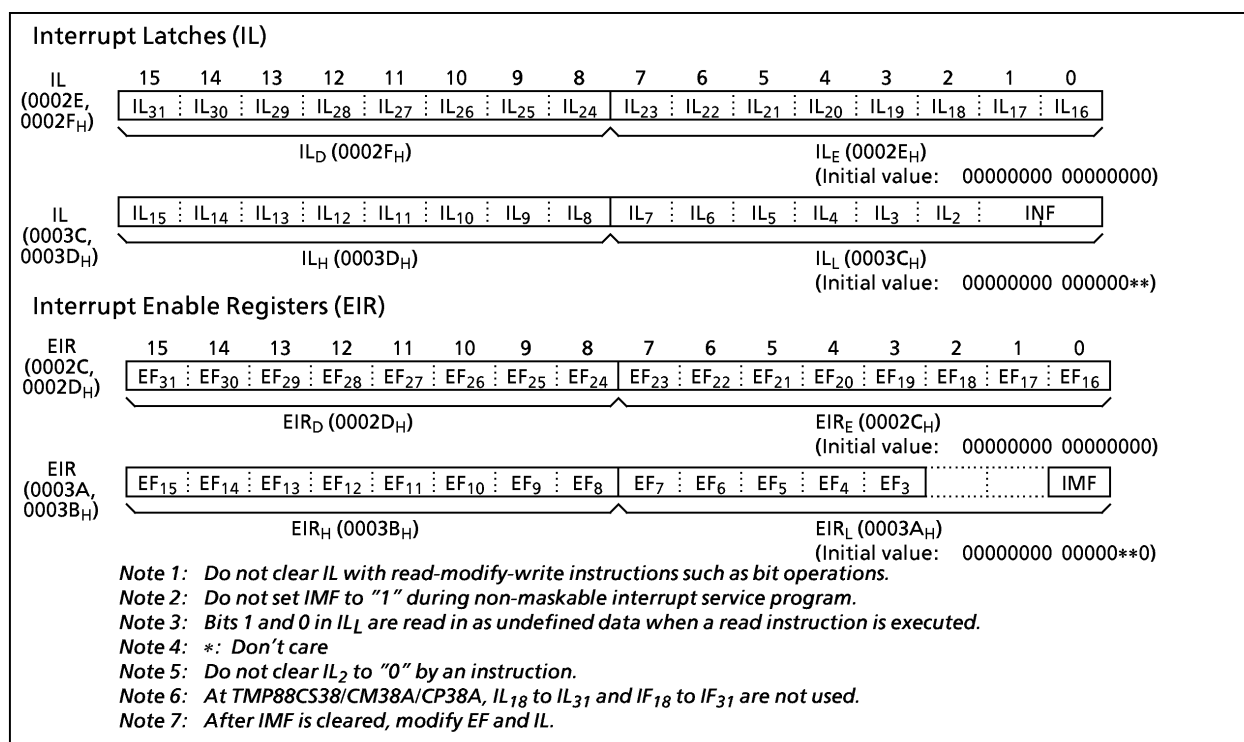 Interrupt Latches (IL)
IL
(0002E,
0002FH)
15 14 13 12 11 10 9 8 7 6 5 4 3 2 1 0
IL31 IL30 IL29 IL28 IL27 IL26 IL25 IL24 IL23 IL22 IL21 IL20 IL19 IL18 IL17 IL16
ILD (0002FH) ILE (0002EH)
(Initial value: 00000000 00000000)
IL
(0003C,
0003DH)
IL15 IL14 IL13 IL12 IL11 IL10 IL9 IL8 IL7 IL6 IL5 IL4 IL3 IL2 INF
ILH (0003DH) ILL (0003CH)
(Initial value: 00000000 000000**)
Interrupt Enable Registers (EIR)
EIR
(0002C,
0002DH)
15 14 13 12 11 10 9 8 7 6 5 4 3 2 1 0
EF31 EF30 EF29 EF28 EF27 EF26 EF25 EF24 EF23 EF22 EF21 EF20 EF19 EF18 EF17 EF16
EIRD (0002DH) EIRE (0002CH)
(Initial value: 00000000 00000000)
EIR
(0003A,
0003BH)
EF15 EF14 EF13 EF12 EF11 EF10 EF9 EF8 EF7 EF6 EF5 EF4 EF3 IMF
EIRH (0003BH) EIRL (0003AH)
(Initial value: 00000000 00000**0)
Note 1: Do not clear IL with read-modify-write instructions such as bit operations.
Note 2: Do not set IMF to "1" during non-maskable interrupt service program.
Note 3: Bits 1 and 0 in ILL are read in as undefined data when a read instruction is executed.
Note 4: *: Don't care
Note 5: Do not clear IL2 to "0" by an instruction.
Note 6: At TMP88CS38/CM38A/CP38A, IL18 to IL31 and IF18 to IF31 are not used.
Note 7: After IMF is cleared, modify EF and IL.